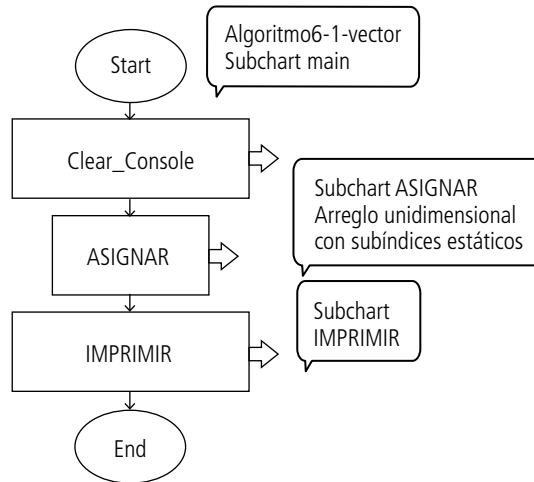 Start
Algoritmo6-1-vector
Subchart main
Clear_Console
Subchart ASIGNAR
Arreglo unidimensional
con subíndices estáticos
ASIGNAR
Subchart
IMPRIMIR
IMPRIMIR
End